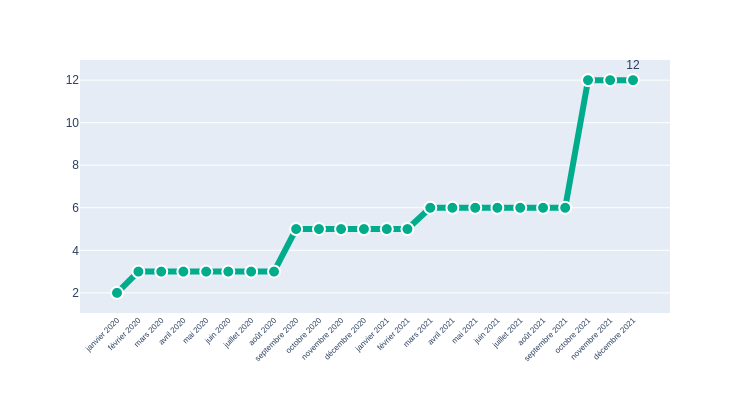 12
12
10
8
6
4
2
janvier 2020
février 2020
mars 2020
avril 2020
mai 2020
juin 2020
juillet 2020
août 2020
septembre 2020
octobre 2020
novembre 2020
décembre 2020
janvier 2021
février 2021
mars 2021
avril 2021
mai 2021
juin 2021
juillet 2021
août 2021
septembre 2021
octobre 2021
novembre 2021
décembre 2021